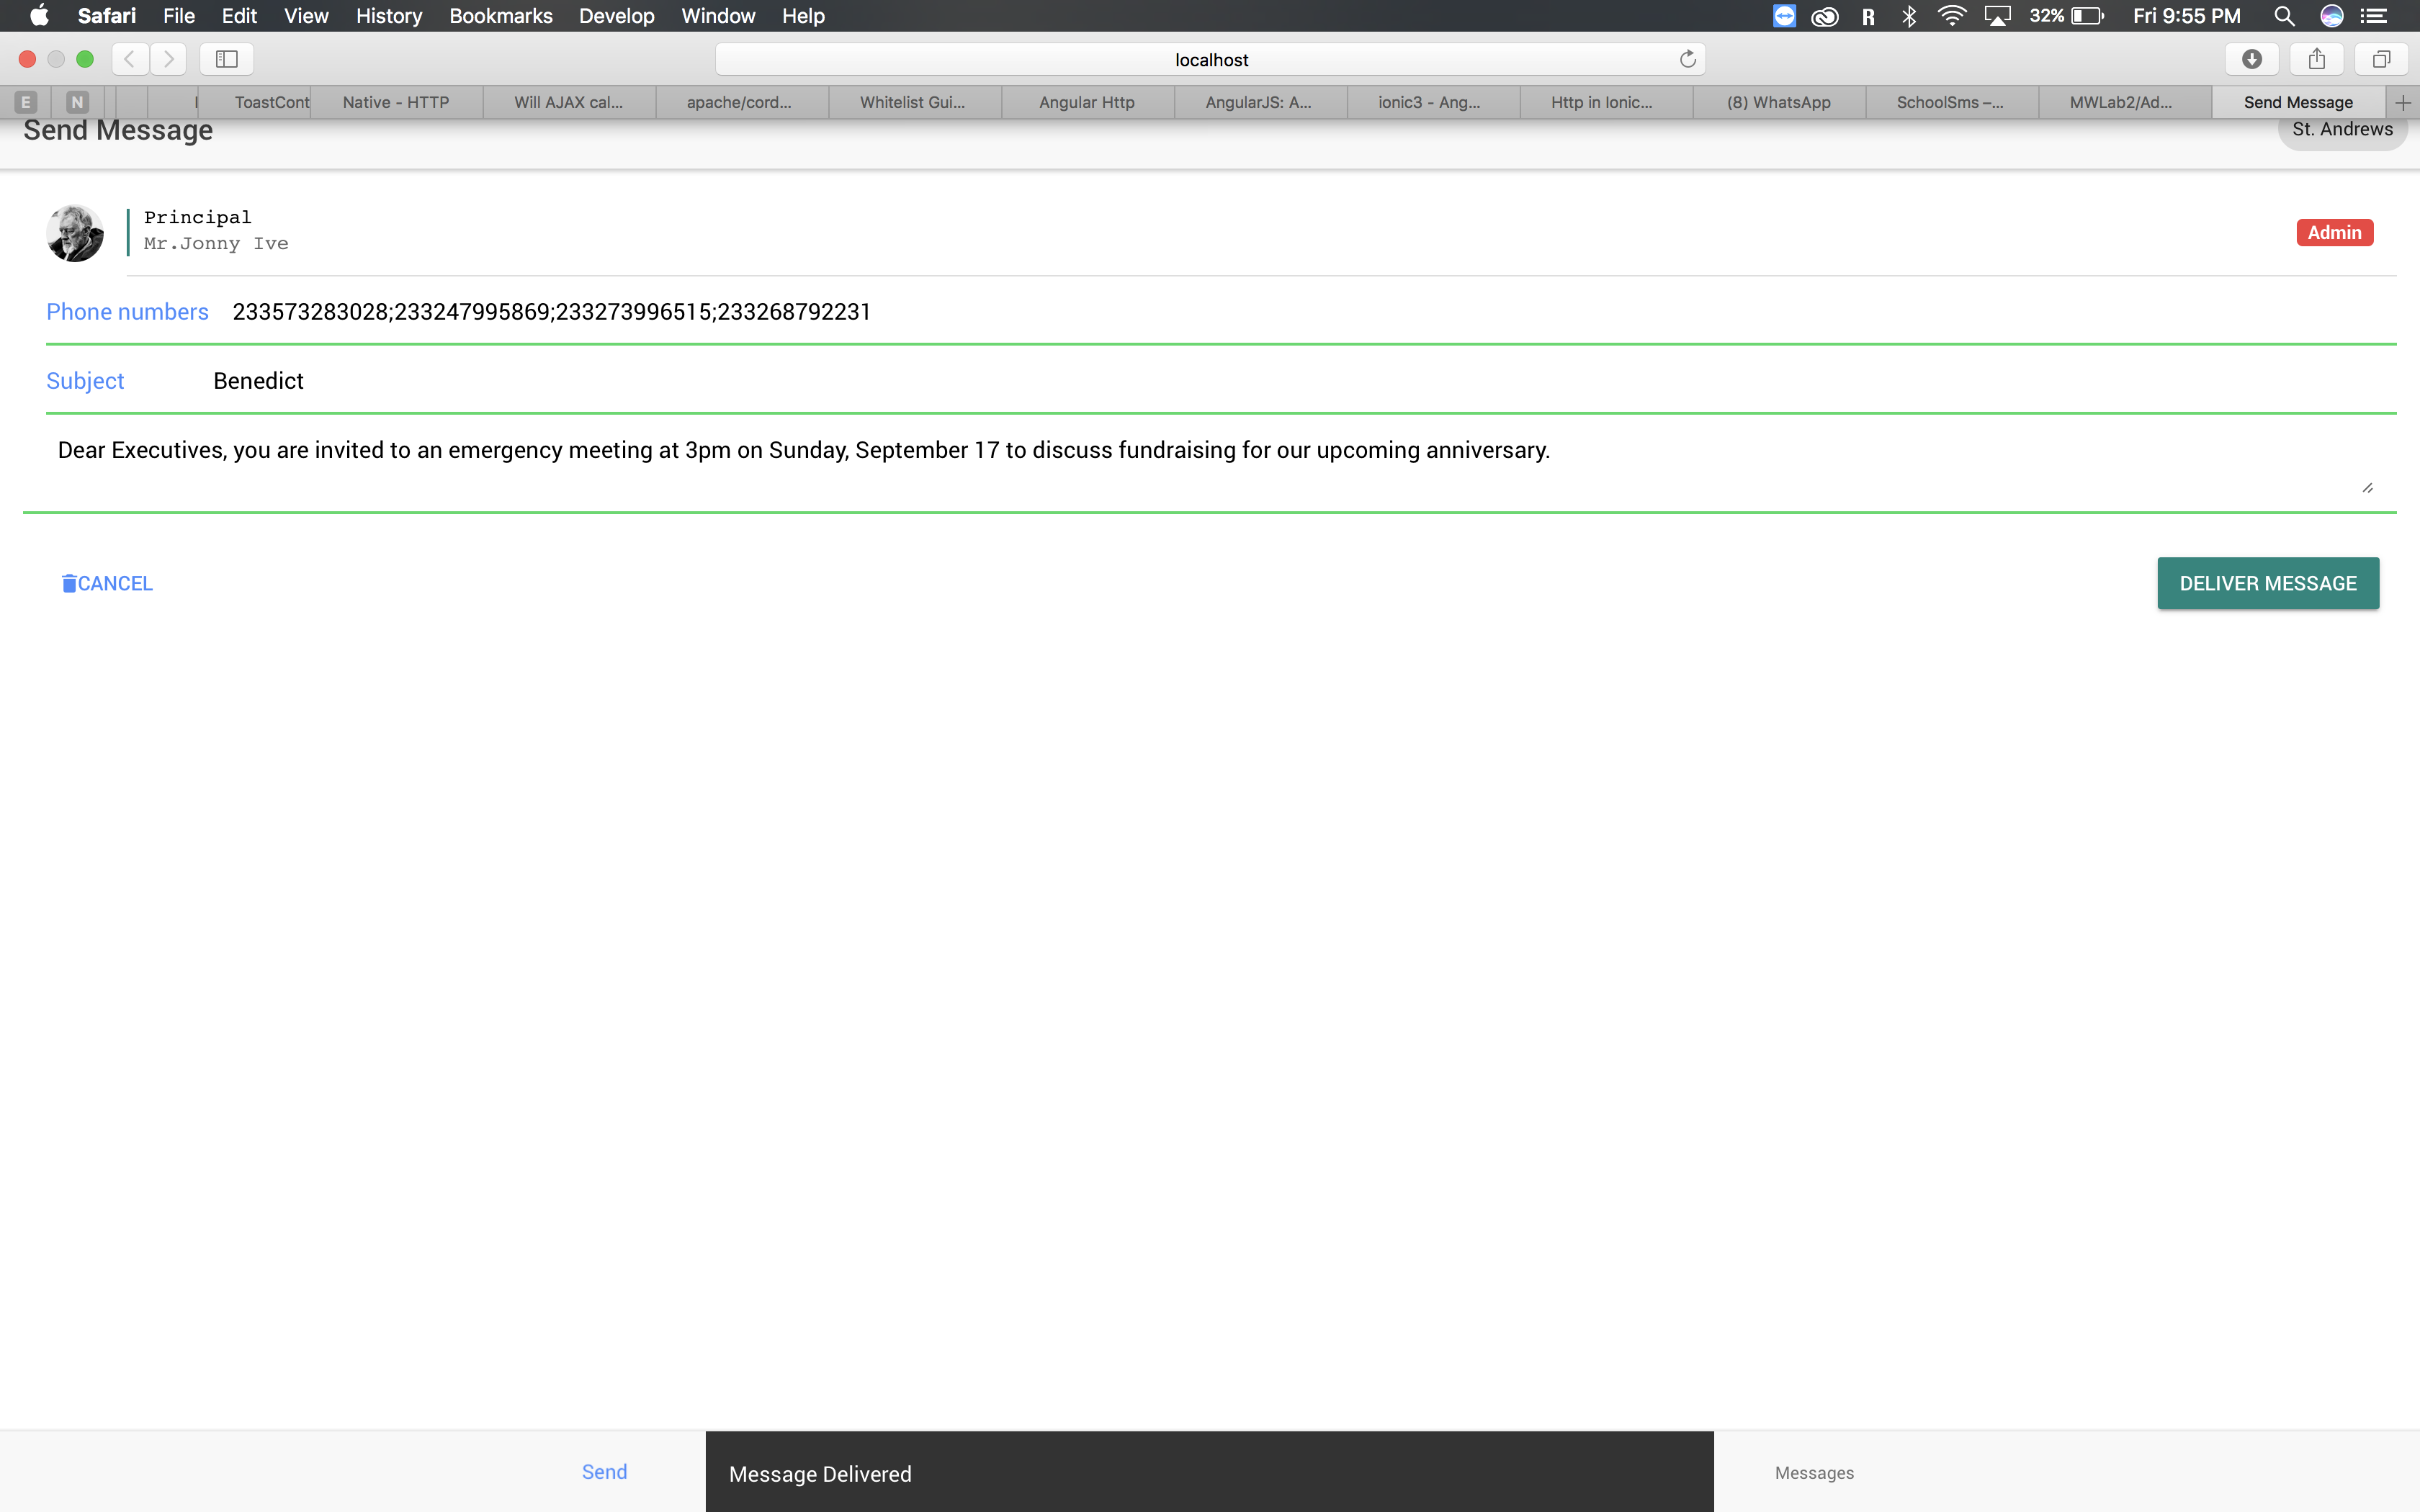 Safari File Edit View History Bookmarks Develop Window Help R 32% Fri 9:55 PM
localhost
E N ToastCont Native - HTTP Will AJAX cal... apache/cord... Whitelist Gui... Angular Http AngularJS: A... ionic3 - Ang... Http in Ionic... (8) WhatsApp SchoolSms –... MWLab2/Ad... Send Message
Send Message St. Andrews
Principal
Mr.Jonny Ive
Admin
Phone numbers 233573283028;233247995869;233273996515;233268792231
Subject Benedict
Dear Executives, you are invited to an emergency meeting at 3pm on Sunday, September 17 to discuss fundraising for our upcoming anniversary.
CANCEL DELIVER MESSAGE
Send Message Delivered Messages